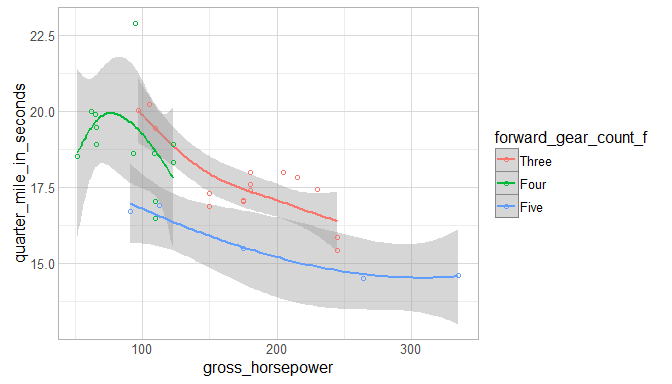 22.5
20.0
17.5
15.0
quarter_mile_in_seconds
100
200
300
gross_horsepower
forward_gear_count_f
Three
Four
Five